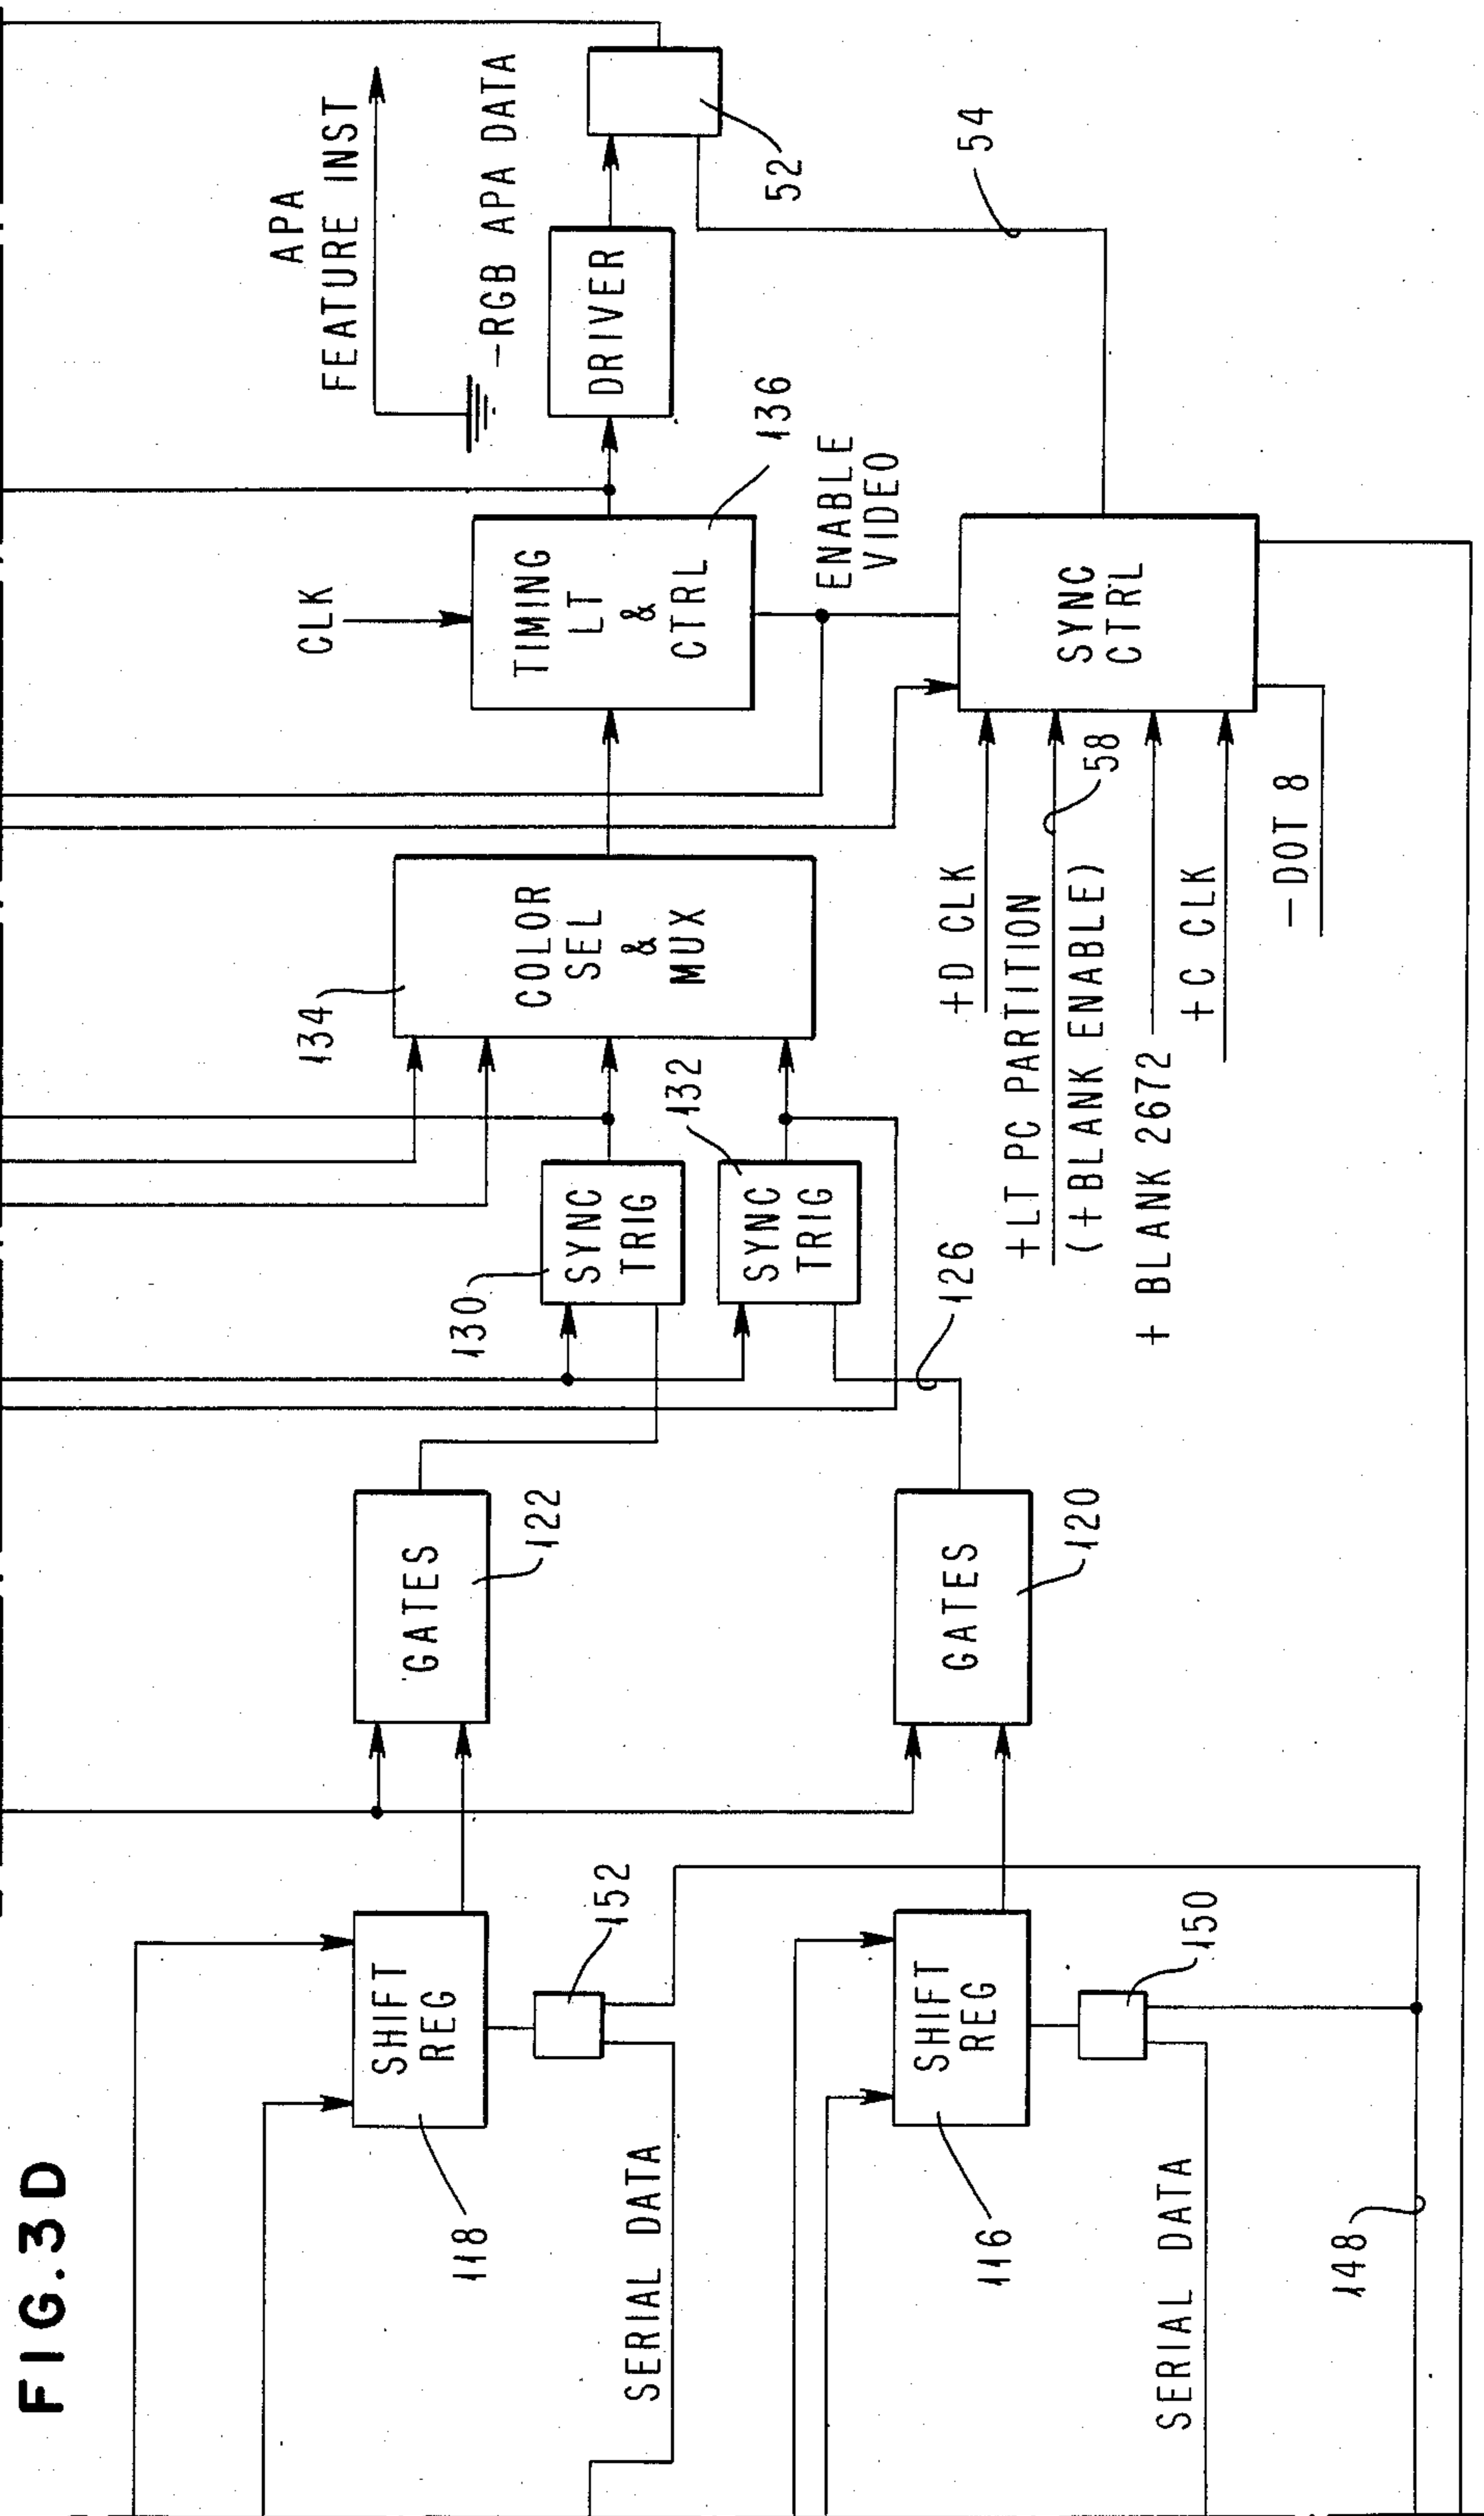 FIG.3D
118
SHIFT
REG
152
SERIAL DATA
116
SHIFT
REG
150
SERIAL DATA
148
GATES
122
GATES
120
126
130
SYNC
TRIG
132
SYNC
TRIG
134
COLOR
SEL
&
MUX
CLK
TIMING
LT
&
CTRL
136
ENABLE
VIDEO
+D CLK
+LT PC PARTITION
58
(+BLANK ENABLE)
+ BLANK 2672
+C CLK
-DOT 8
SYNC
CTRL
APA
FEATURE INST
-RGB APA DATA
DRIVER
52
54